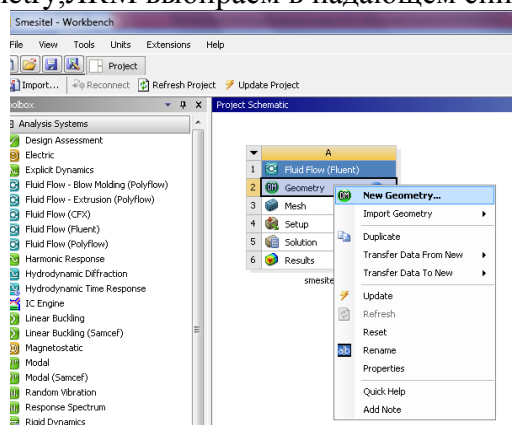 выбираем в
Smesitel - Workbench
File View Tools Units Extensions Help
Project
Import... Reconnect Refresh Project Update Project
Project Schematic
Analysis Systems
Design Assessment
Electric
Explicit Dynamics
Fluid Flow - Blow Molding (Polyflow)
Fluid Flow - Extrusion (Polyflow)
Fluid Flow (CFX)
Fluid Flow (Fluent)
Fluid Flow (Polyflow)
Harmonic Response
Hydrodynamic Diffraction
Hydrodynamic Time Response
IC Engine
Linear Buckling
Linear Buckling (Samcef)
Magnetostatic
Modal
Modal (Samcef)
Random Vibration
Response Spectrum
Rigid Dynamics
A
1 Fluid Flow (Fluent)
2 Geometry
3 Mesh
4 Setup
5 Solution
6 Results
smesite
New Geometry...
Import Geometry
Duplicate
Transfer Data From New
Transfer Data To New
Update
Refresh
Reset
Rename
Properties
Quick Help
Add Note